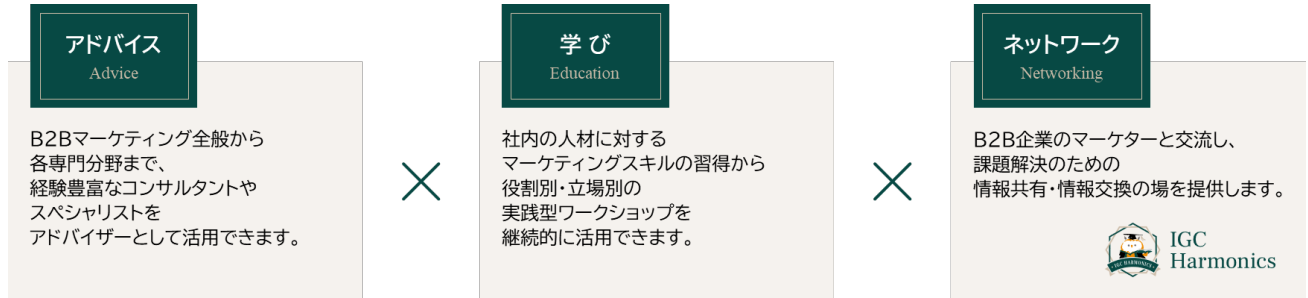 アドバイス
Advice
B2Bマーケティング全般から
各専門分野まで、
経験豊富なコンサルタントや
スペシャリストを
アドバイザーとして活用できます。
学び
Education
社内の人材に対する
マーケティングスキルの習得から
役割別・立場別の
実践型ワークショップを
継続的に活用できます。
ネットワーク
Networking
B2B企業のマーケターと交流し、
課題解決のための
情報共有・情報交換の場を提供します。
IGC HARMONICS
IGC
Harmonics